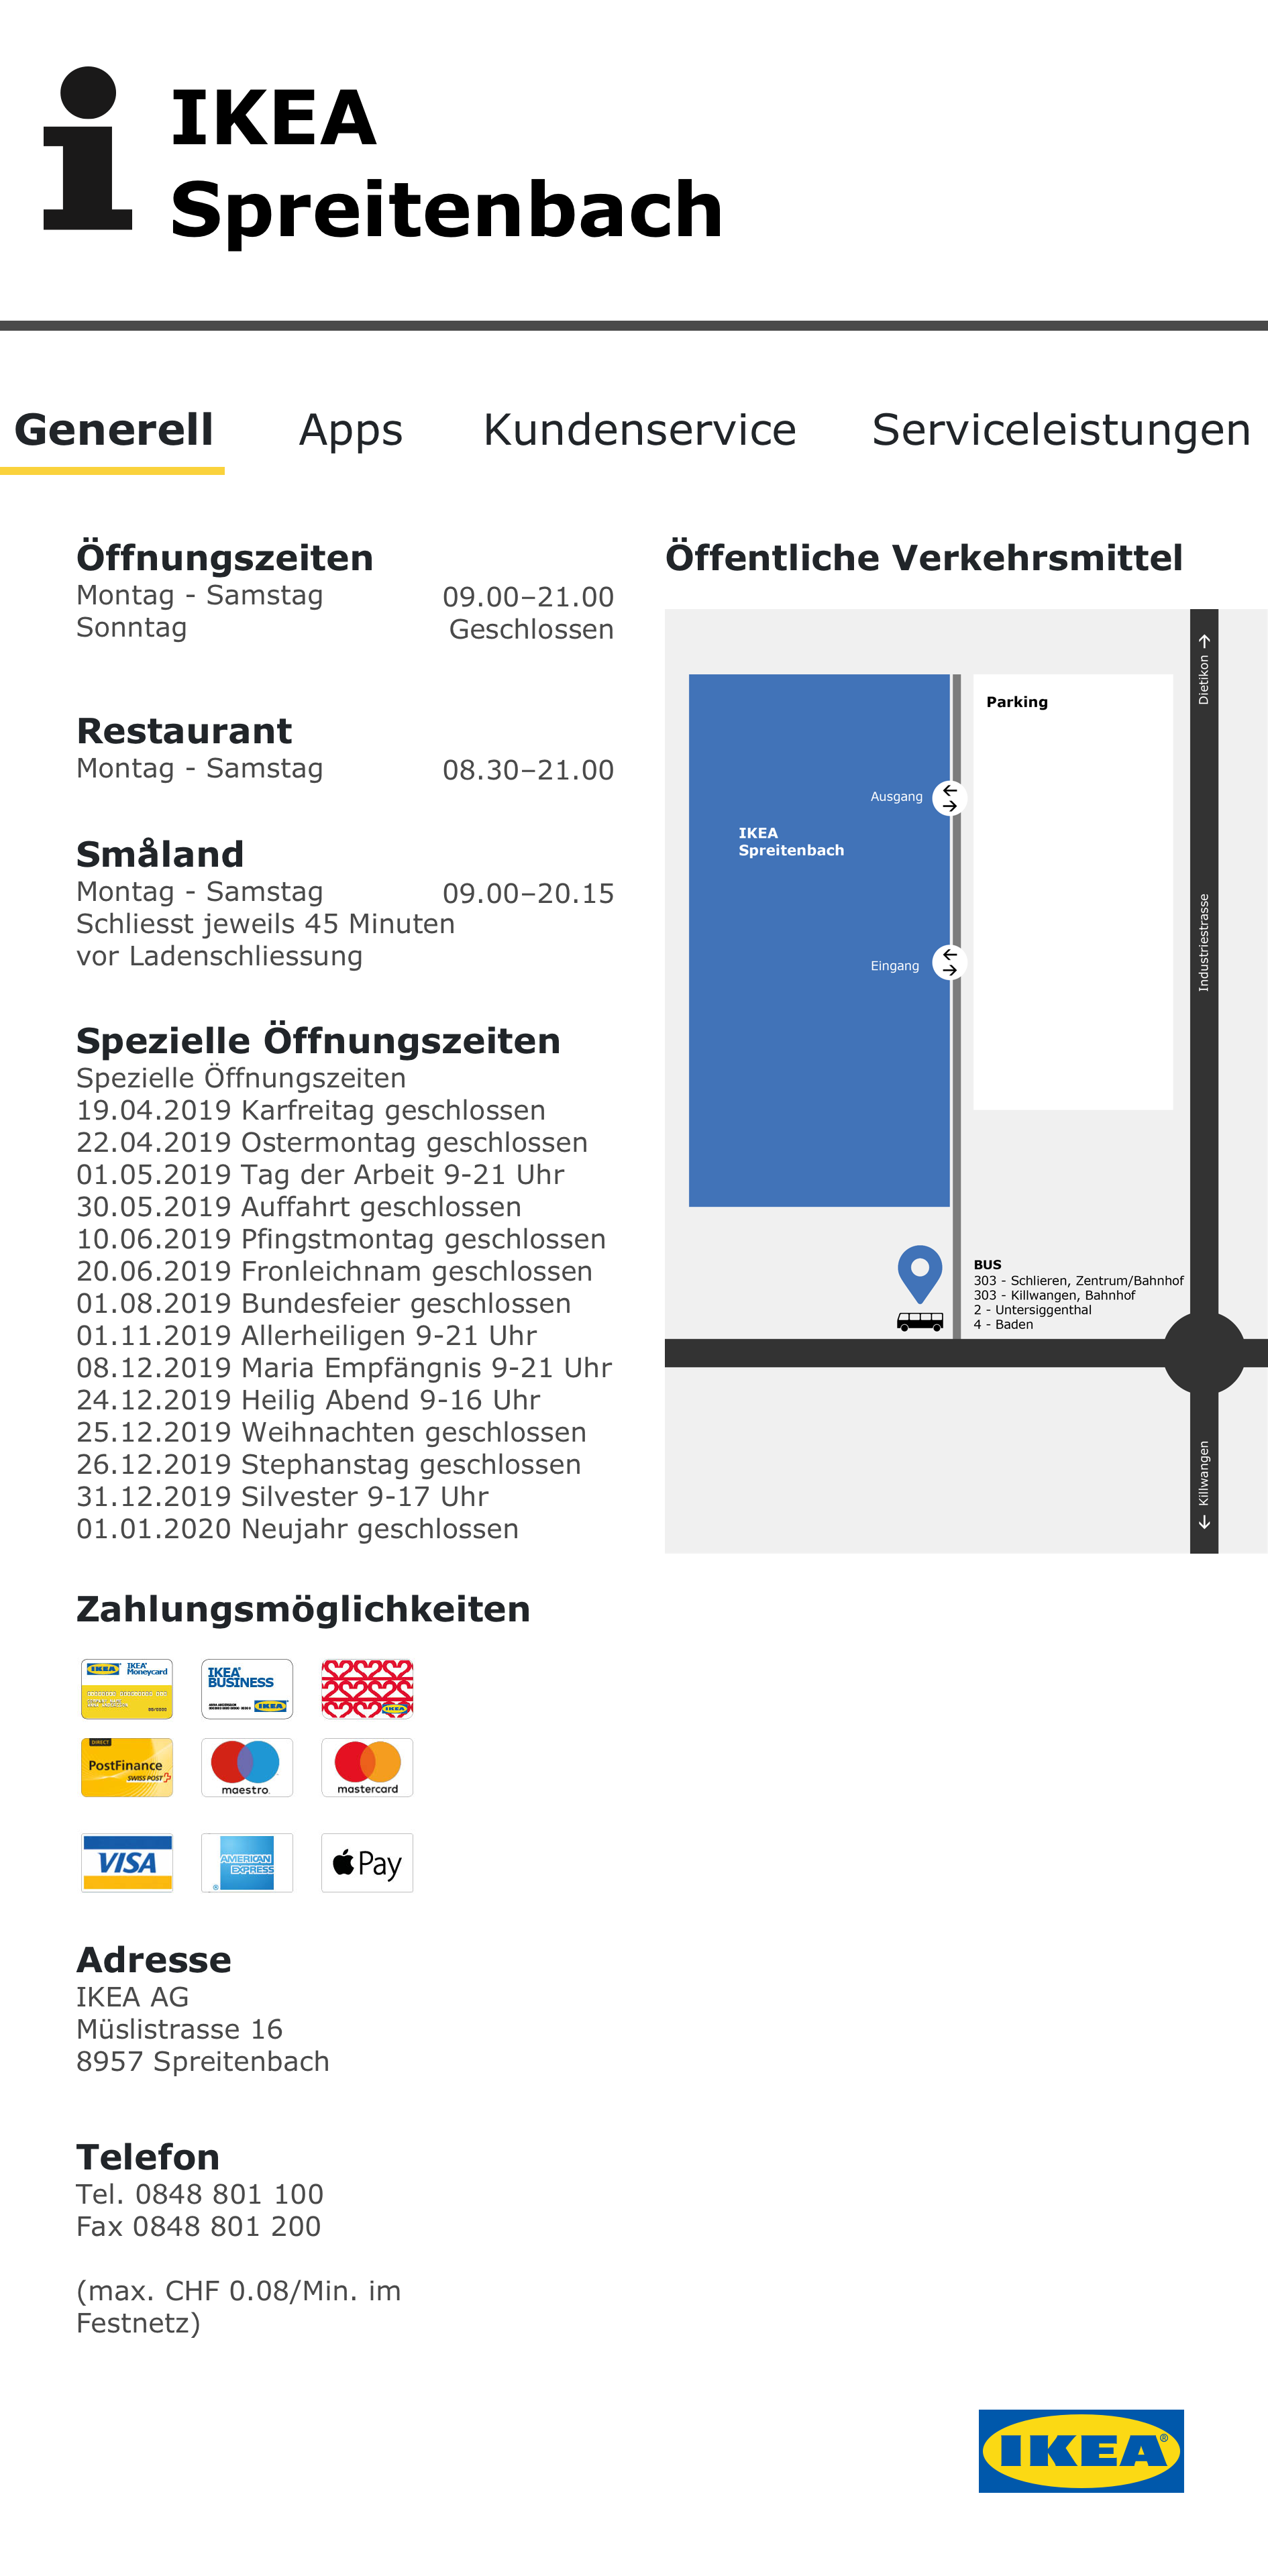 IKEA
Spreitenbach
Generell Apps Kundenservice Serviceleistungen
Öffnungszeiten
Montag - Samstag 09.00–21.00
Sonntag Geschlossen
Restaurant
Montag - Samstag 08.30–21.00
Småland
Montag - Samstag 09.00–20.15
Schliesst jeweils 45 Minuten
vor Ladenschliessung
Spezielle Öffnungszeiten
Spezielle Öffnungszeiten
19.04.2019 Karfreitag geschlossen
22.04.2019 Ostermontag geschlossen
01.05.2019 Tag der Arbeit 9-21 Uhr
30.05.2019 Auffahrt geschlossen
10.06.2019 Pfingstmontag geschlossen
20.06.2019 Fronleichnam geschlossen
01.08.2019 Bundesfeier geschlossen
01.11.2019 Allerheiligen 9-21 Uhr
08.12.2019 Maria Empfängnis 9-21 Uhr
24.12.2019 Heilig Abend 9-16 Uhr
25.12.2019 Weihnachten geschlossen
26.12.2019 Stephanstag geschlossen
31.12.2019 Silvester 9-17 Uhr
01.01.2020 Neujahr geschlossen
Zahlungsmöglichkeiten
IKEA IKEA
Moneycard
IKEA
BUSINESS
IKEA
IKEA
DIRECT
PostFinance
SWISS POST
maestro
mastercard
VISA
AMERICAN
EXPRESS
Pay
Adresse
IKEA AG
Müslistrasse 16
8957 Spreitenbach
Telefon
Tel. 0848 801 100
Fax 0848 801 200
(max. CHF 0.08/Min. im
Festnetz)
Öffentliche Verkehrsmittel
Dietikon →
Parking
Ausgang
IKEA
Spreitenbach
Industriestrasse
Eingang
BUS
303 - Schlieren, Zentrum/Bahnhof
303 - Killwangen, Bahnhof
2 - Untersiggenthal
4 - Baden
← Killwangen
IKEA®